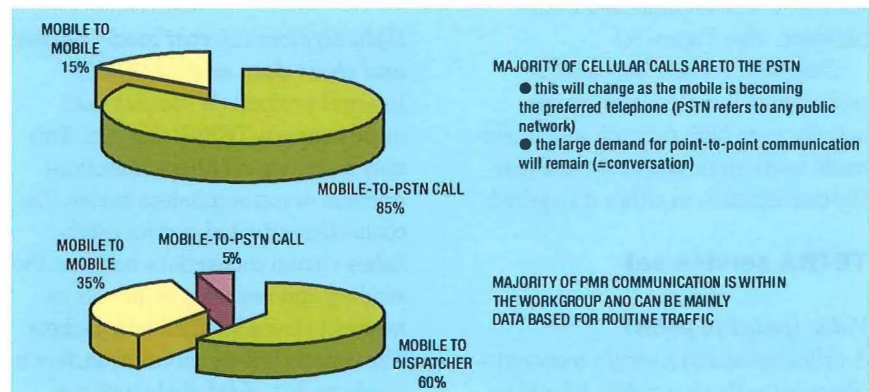 MOBILE TO
MOBILE
15%
MAJORITY OF CELLULAR CALLS ARETO THE PSTN
● this will change as the mobile is becoming
the preferred telephone (PSTN refers to any public
network)
● the large demand for point-to-point communication
will remain (=conversation)
MOBILE-TO-PSTN CALL
85%
MOBILE TO
MOBILE
35%
MOBILE-TO-PSTN CALL
5%
MAJORITY OF PMR COMMUNICATION IS WITHIN
THE WORKGROUP AND CAN BE MAINLY
DATA BASED FOR ROUTINE TRAFFIC
MOBILE TO
DISPATCHER
60%